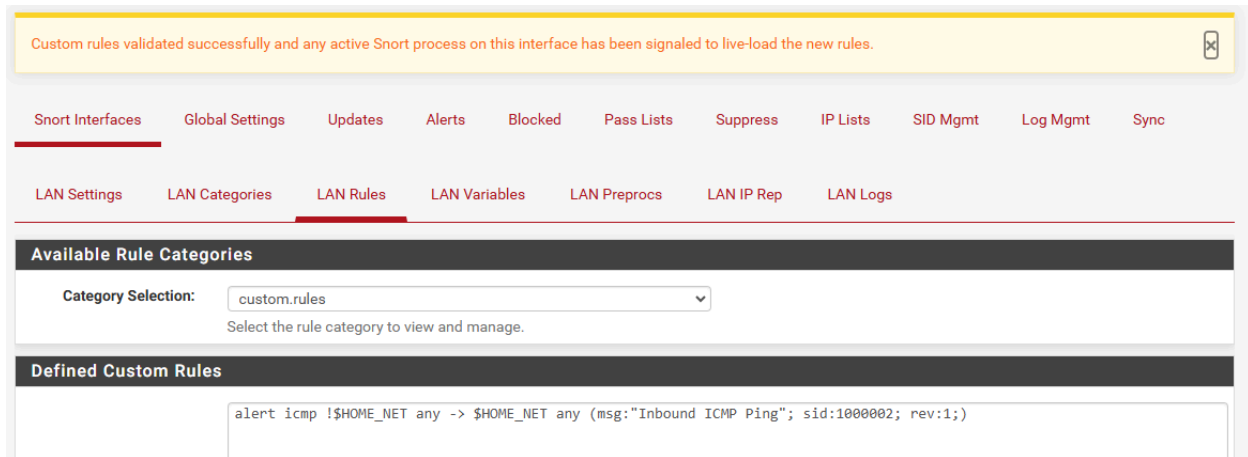 Custom rules validated successfully and any active Snort process on this interface has been signaled to live-load the new rules.
Snort Interfaces Global Settings Updates Alerts Blocked Pass Lists Suppress IP Lists SID Mgmt Log Mgmt Sync
LAN Settings LAN Categories LAN Rules LAN Variables LAN Preprocs LAN IP Rep LAN Logs
Available Rule Categories
Category Selection: custom.rules
Select the rule category to view and manage.
Defined Custom Rules
alert icmp !$HOME_NET any -> $HOME_NET any (msg:"Inbound ICMP Ping"; sid:1000002; rev:1;)